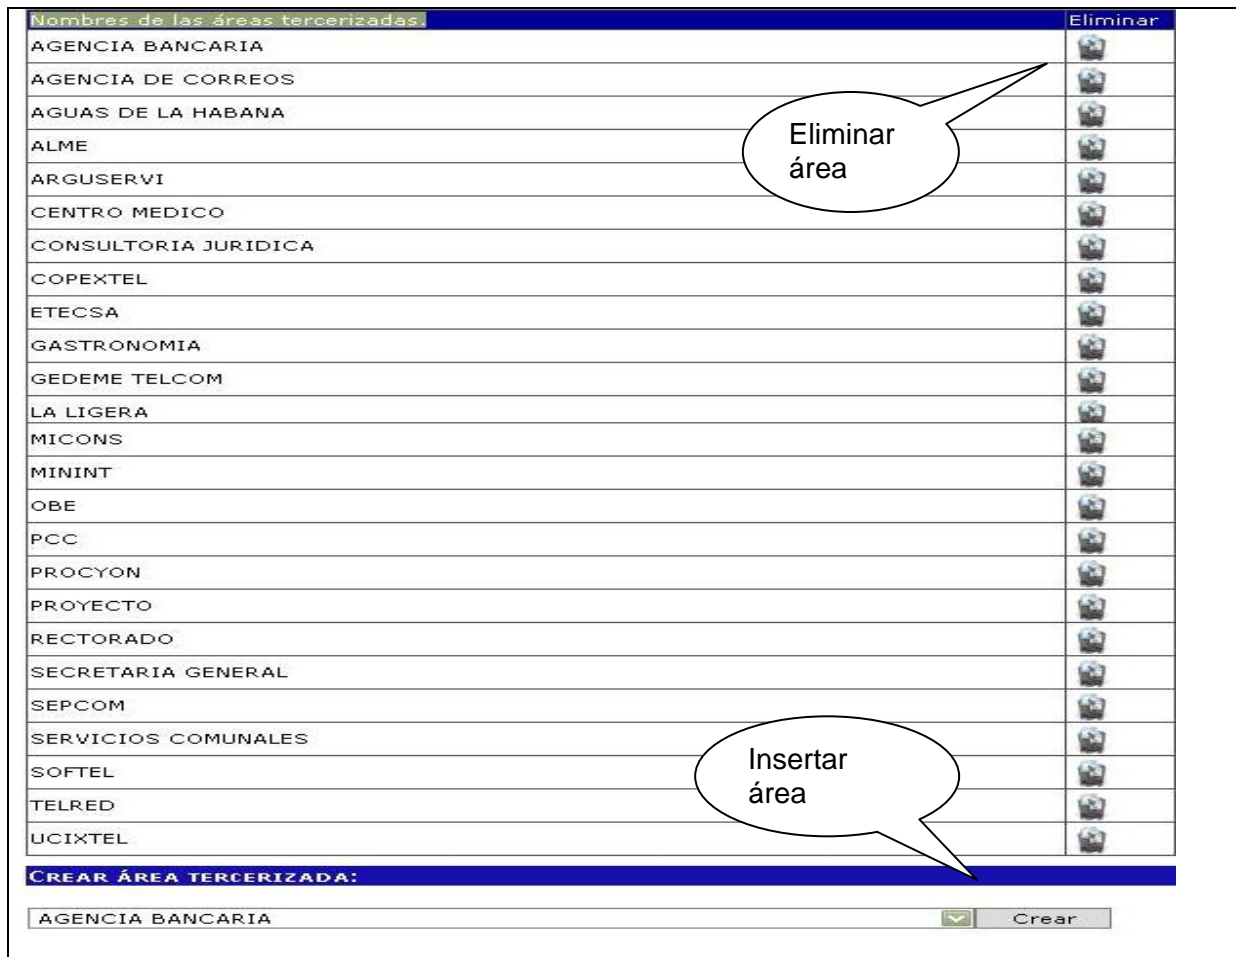 Nombres de las áreas tercerizadas. Eliminar
AGENCIA BANCARIA
AGENCIA DE CORREOS
AGUAS DE LA HABANA
Eliminar
área
ALME
ARGUSERVI
CENTRO MEDICO
CONSULTORIA JURIDICA
COPEXTEL
ETECSA
GASTRONOMIA
GEDEME TELCOM
LA LIGERA
MICONS
MININT
OBE
PCC
PROCYON
PROYECTO
RECTORADO
SECRETARIA GENERAL
SEPCOM
SERVICIOS COMUNALES
Insertar
área
SOFTEL
TELRED
UCIXTEL
CREAR ÁREA TERCERIZADA:
AGENCIA BANCARIA Crear